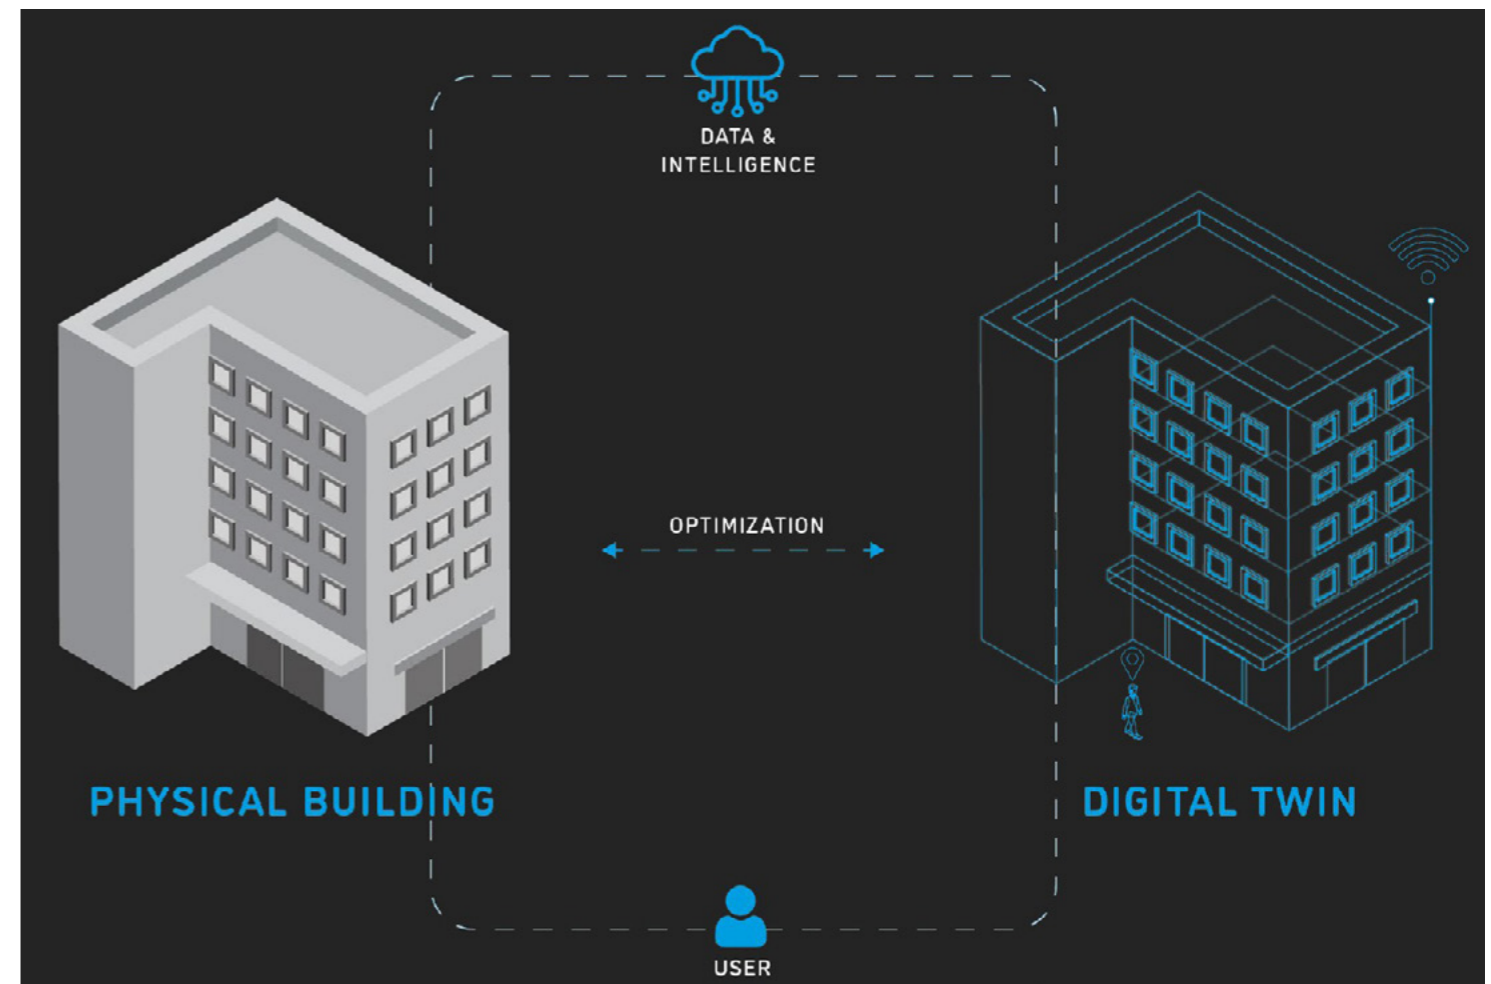 DATA &
INTELLIGENCE
OPTIMIZATION
PHYSICAL BUILDING
DIGITAL TWIN
USER